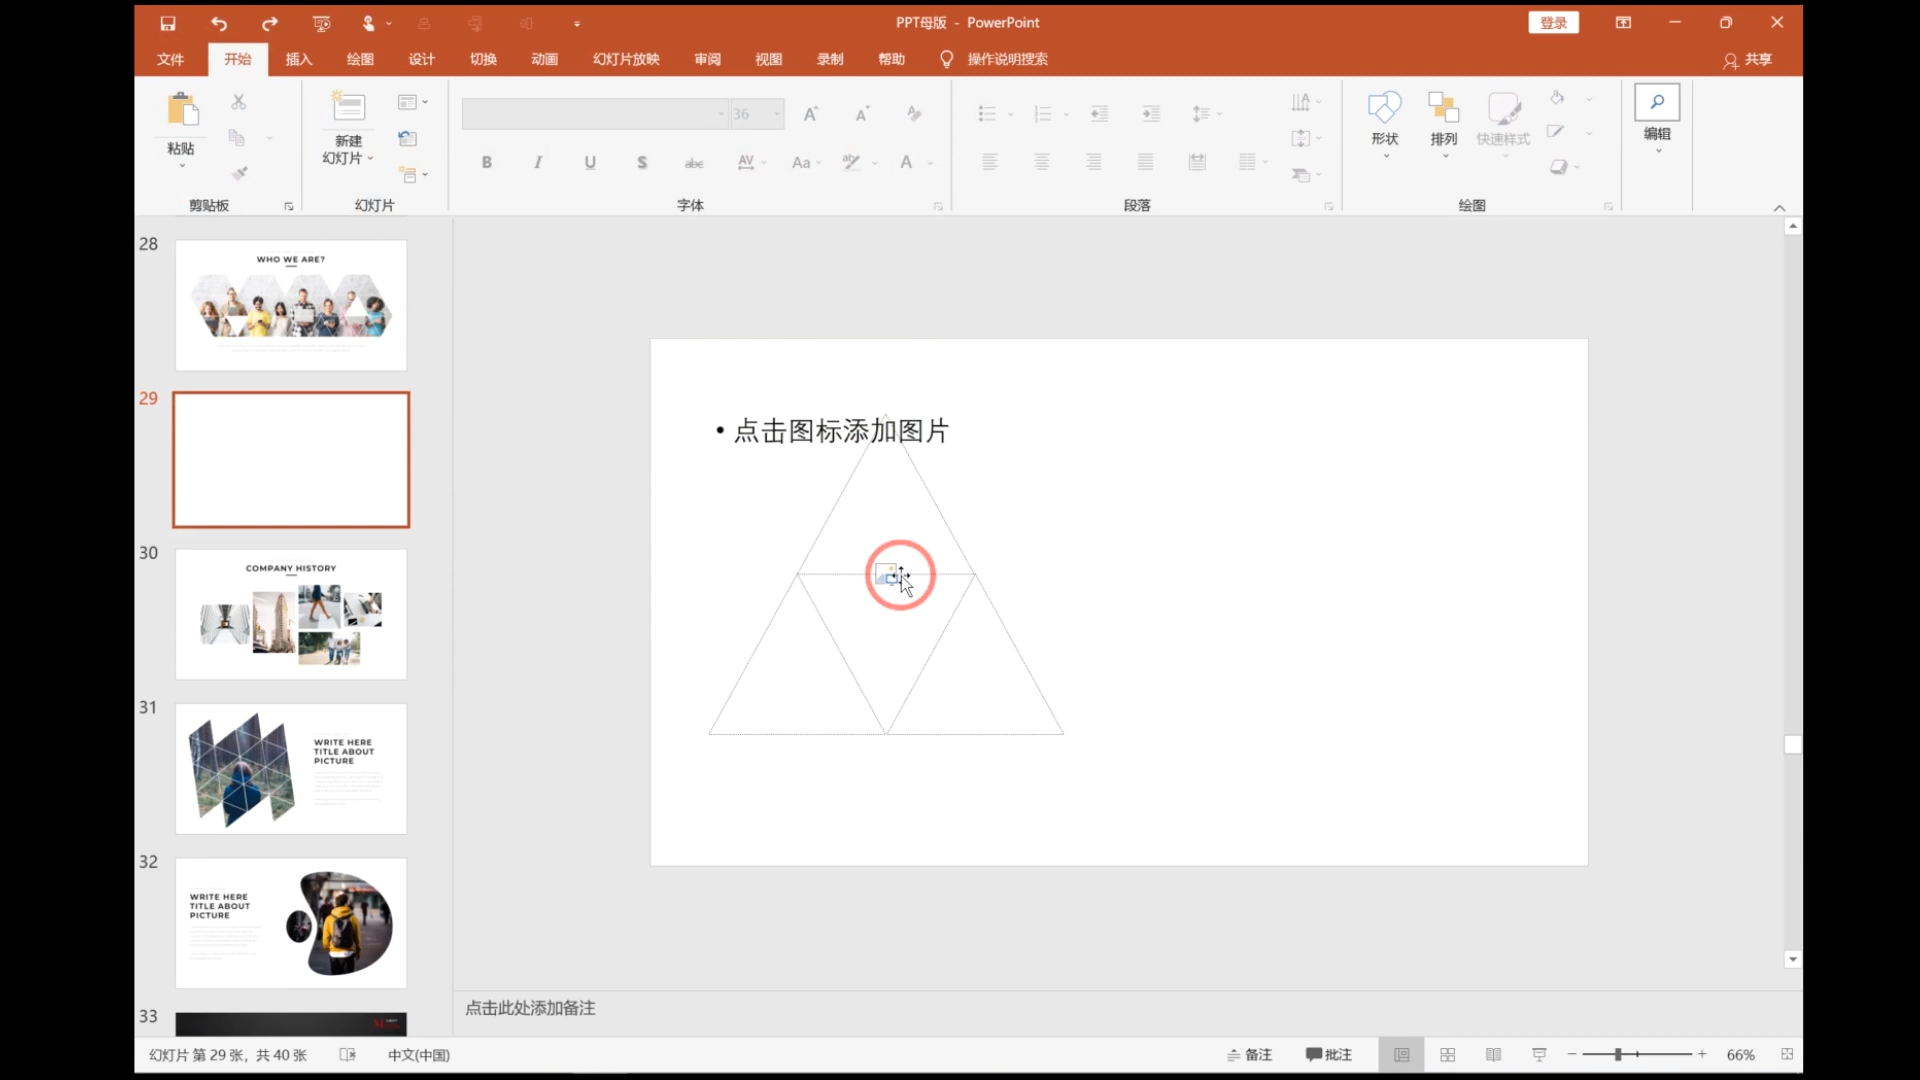 PPT母版 - PowerPoint
登录
文件 开始 插入 绘图 设计 切换 动画 幻灯片放映 审阅 视图 录制 帮助 操作说明搜索 共享
粘贴
新建
幻灯片
36
B I U S abc AV Aa A
形状 排列 快速样式 编辑
剪贴板 幻灯片 字体 段落 绘图
28
WHO WE ARE?
29
30
COMPANY HISTORY
31
WRITE HERE
TITLE ABOUT
PICTURE
32
WRITE HERE
TITLE ABOUT
PICTURE
33
• 点击图标添加图片
点击此处添加备注
幻灯片 第 29 张，共 40 张 中文(中国) 备注 批注 66%